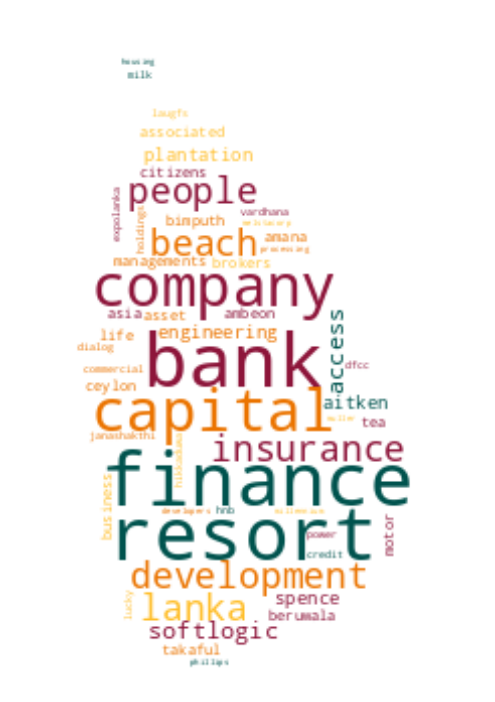 housing
milk
laugfs
associated
plantation
citizens
people
expolanka
holdings
vardhana
bimputh
beach
amana
processing
managements
brokers
company
asia
asset
ambeon
life
engineering
access
dialog
bank
dfcc
commercial
ceylon
capital
aitken
tea
janashakthi
hikkaduwa
insurance
finance
business
developers
hnb
resort
power
motor
credit
development
lucky
lanka
spence
beruwala
softlogic
takaful
phillips